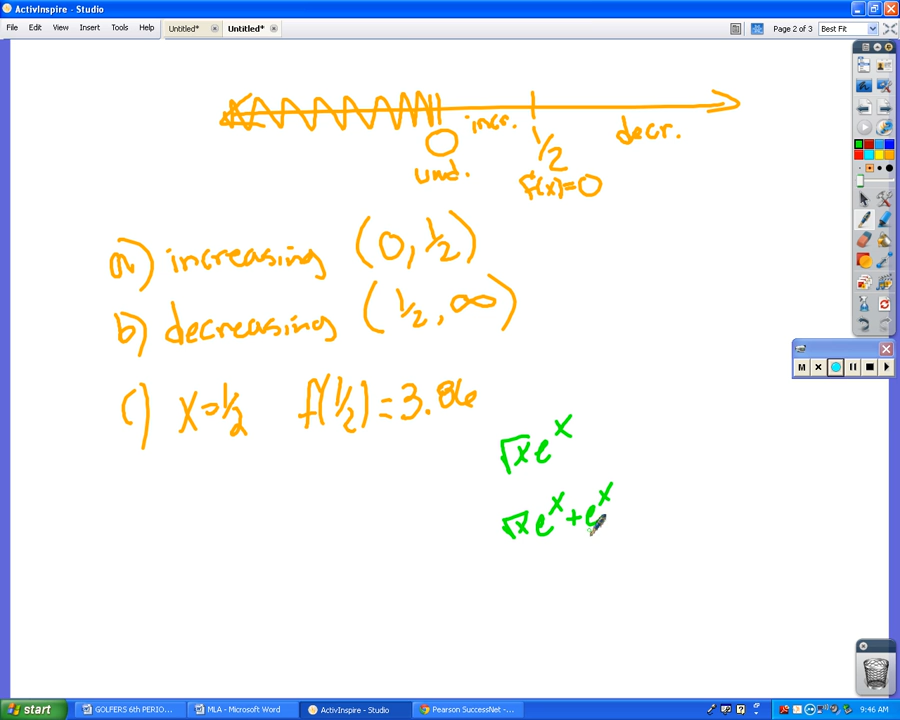 ActivInspire - Studio
File Edit View Insert Tools Help Untitled* Untitled* Page 2 of 3 Best Fit
incr. decr.
0 1/2
und. f(x)=0
a) increasing (0, 1/2)
b) decreasing (1/2, ∞)
c) x=1/2 f(1/2)=3.86
√x e^x
√x e^x + e^x
M
start GOLFERS 6th PERIO... MLA - Microsoft Word ActivInspire - Studio Pearson SuccessNet -... 9:46 AM